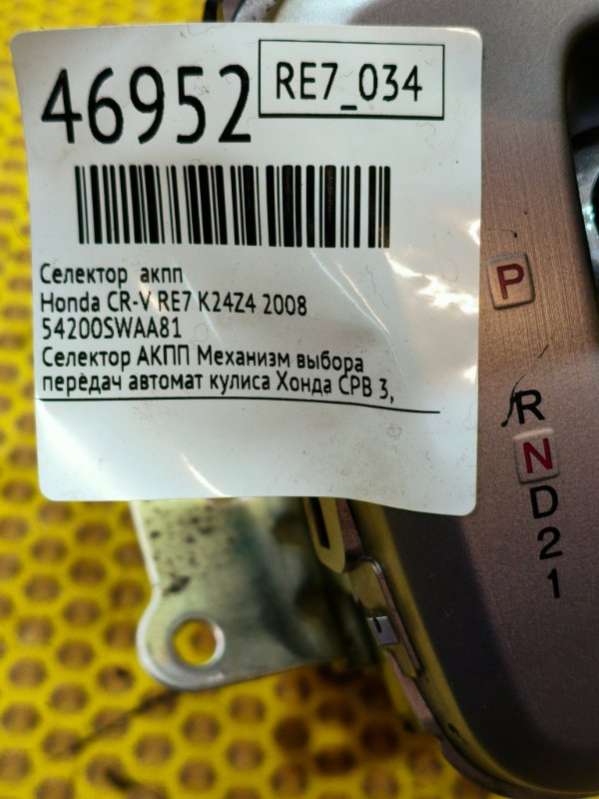 46952
RE7_034
Селектор акпп
Honda CR-V RE7 K24Z4 2008
54200SWAA81
Селектор АКПП Механизм выбора
передач автомат кулиса Хонда СРВ 3,
P
R
N
D
2
1